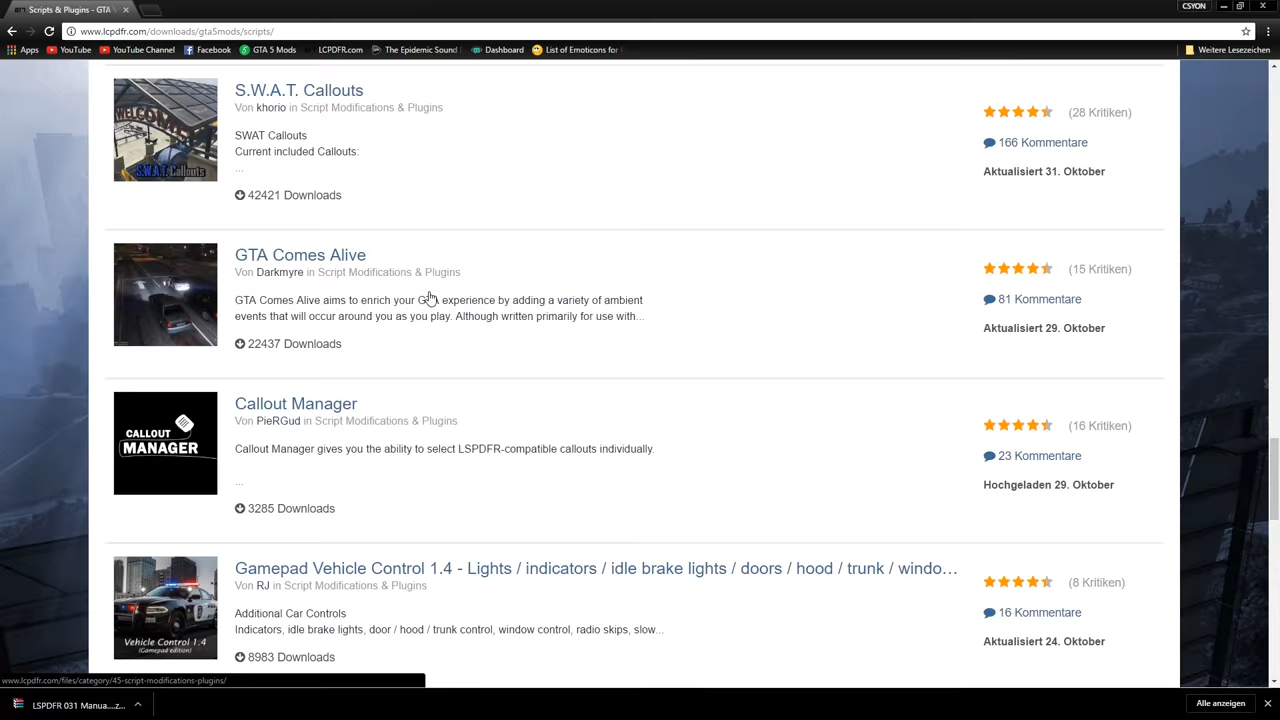 Scripts & Plugins - GTA V
CSYON
www.lcpdfr.com/downloads/gta5mods/scripts/
Apps
YouTube
YouTube Channel
Facebook
GTA 5 Mods
LCPDFR.com
The Epidemic Sound
Dashboard
List of Emoticons for
Weitere Lesezeichen
S.W.A.T. Callouts
Von khorio in Script Modifications & Plugins
(28 Kritiken)
SWAT Callouts
166 Kommentare
Current included Callouts:
...
Aktualisiert 31. Oktober
S.W.A.T. Callouts
42421 Downloads
GTA Comes Alive
Von Darkmyre in Script Modifications & Plugins
(15 Kritiken)
GTA Comes Alive aims to enrich your GTA experience by adding a variety of ambient
81 Kommentare
events that will occur around you as you play. Although written primarily for use with...
Aktualisiert 29. Oktober
22437 Downloads
Callout Manager
Von PieRGud in Script Modifications & Plugins
(16 Kritiken)
CALLOUT
MANAGER
Callout Manager gives you the ability to select LSPDFR-compatible callouts individually.
23 Kommentare
...
Hochgeladen 29. Oktober
3285 Downloads
Gamepad Vehicle Control 1.4 - Lights / indicators / idle brake lights / doors / hood / trunk / windo...
Von RJ in Script Modifications & Plugins
(8 Kritiken)
Additional Car Controls
16 Kommentare
Indicators, idle brake lights, door / hood / trunk control, window control, radio skips, slow...
Aktualisiert 24. Oktober
Vehicle Control 1.4
(Gamepad edition)
8983 Downloads
www.lcpdfr.com/files/category/45-script-modifications-plugins/
LSPDFR 031 Manua....z...
Alle anzeigen